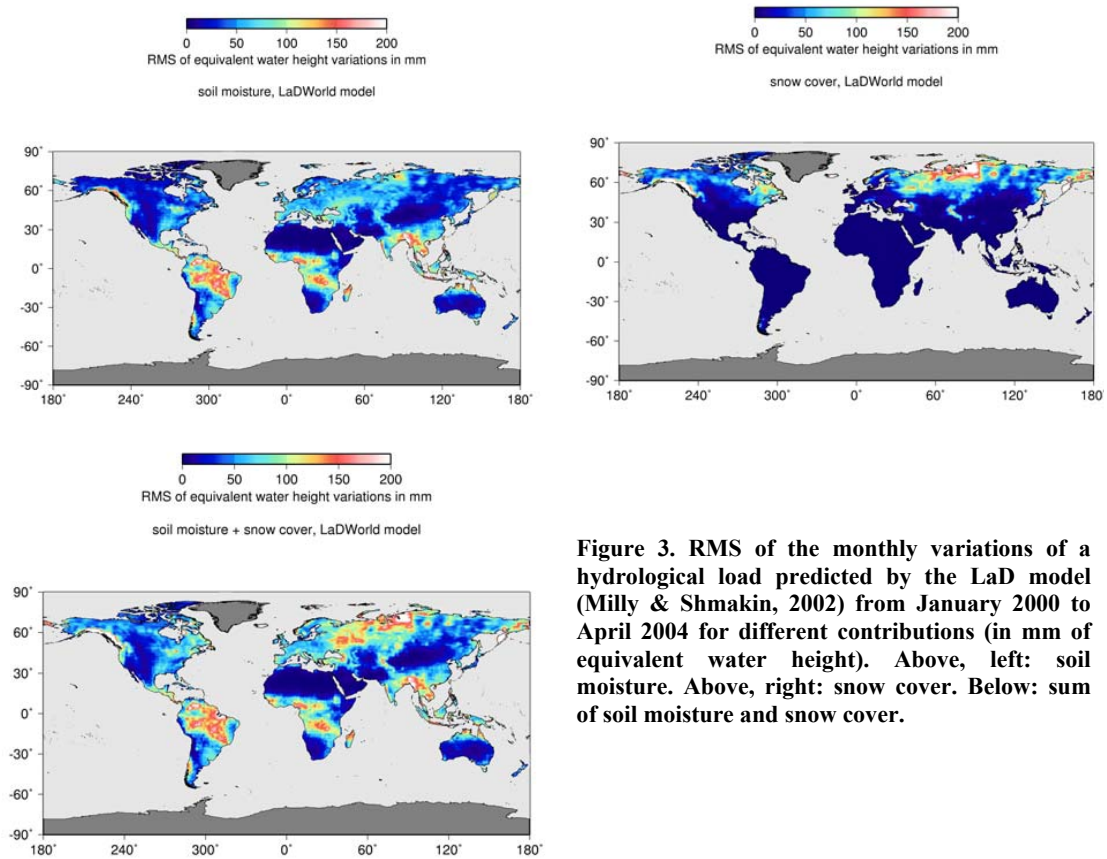 0 50 100 150 200
RMS of equivalent water height variations in mm
soil moisture, LaDWorld model
90˚
60˚
30˚
0˚
-30˚
-60˚
-90˚
180˚ 240˚ 300˚ 0˚ 60˚ 120˚ 180˚
0 50 100 150 200
RMS of equivalent water height variations in mm
snow cover, LaDWorld model
90˚
60˚
30˚
0˚
-30˚
-60˚
-90˚
180˚ 240˚ 300˚ 0˚ 60˚ 120˚ 180˚
0 50 100 150 200
RMS of equivalent water height variations in mm
soil moisture + snow cover, LaDWorld model
90˚
60˚
30˚
0˚
-30˚
-60˚
-90˚
180˚ 240˚ 300˚ 0˚ 60˚ 120˚ 180˚
Figure 3. RMS of the monthly variations of a
hydrological load predicted by the LaD model
(Milly & Shmakin, 2002) from January 2000 to
April 2004 for different contributions (in mm of
equivalent water height). Above, left: soil
moisture. Above, right: snow cover. Below: sum
of soil moisture and snow cover.